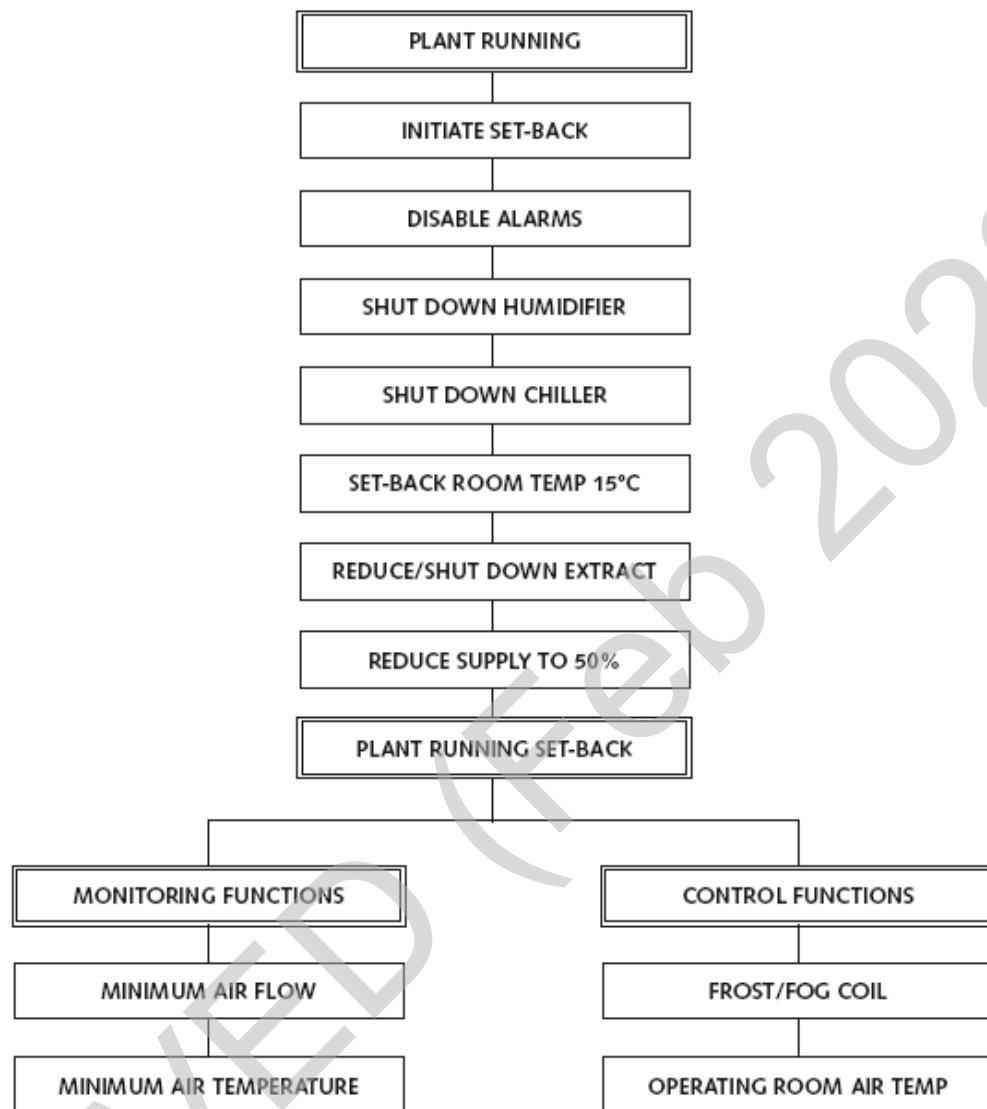 PLANT RUNNING
INITIATE SET-BACK
DISABLE ALARMS
SHUT DOWN HUMIDIFIER
SHUT DOWN CHILLER
SET-BACK ROOM TEMP 15°C
REDUCE/SHUT DOWN EXTRACT
REDUCE SUPPLY TO 50%
PLANT RUNNING SET-BACK
MONITORING FUNCTIONS
CONTROL FUNCTIONS
MINIMUM AIR FLOW
FROST/FOG COIL
MINIMUM AIR TEMPERATURE
OPERATING ROOM AIR TEMP
(Feb